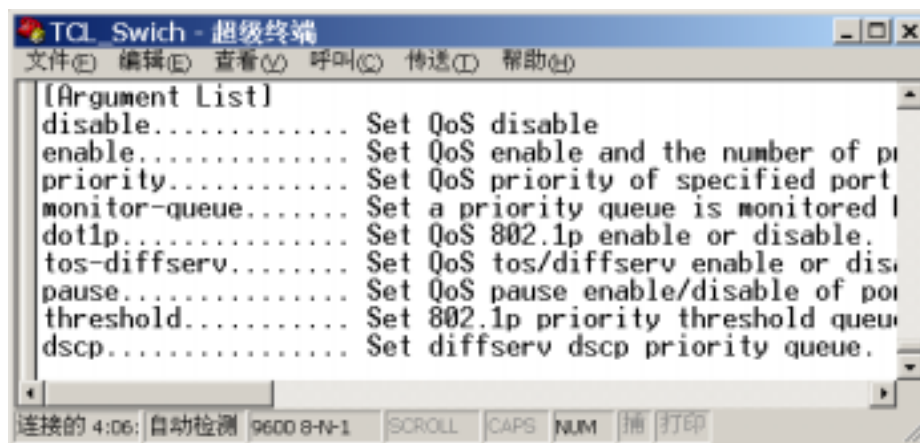 TCL_Swich - 超级终端
文件(F) 编辑(E) 查看(V) 呼叫(C) 传送(T) 帮助(H)
[Argument List]
disable.............. Set QoS disable
enable............... Set QoS enable and the number of
priority............. Set QoS priority of specified port
monitor-queue....... Set a priority queue is monitored
dot1p................ Set QoS 802.1p enable or disable.
tos-diffserv........ Set QoS tos/diffserv enable or
pause................ Set QoS pause enable/disable of
threshold............ Set 802.1p priority threshold
dscp................. Set diffserv dscp priority queue.
连接的 4:06: 自动检测 9600 8-N-1 SCROLL CAPS NUM 捕 打印